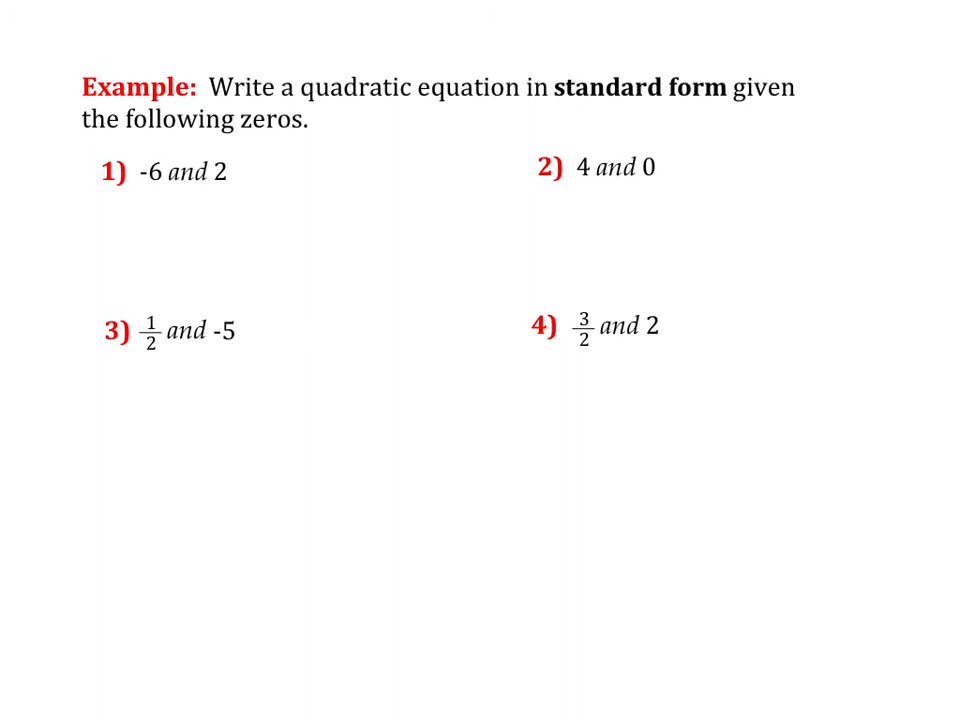 Example: Write a quadratic equation in standard form given
the following zeros.
1) -6 and 2
2) 4 and 0
3) 1/2 and -5
4) 3/2 and 2